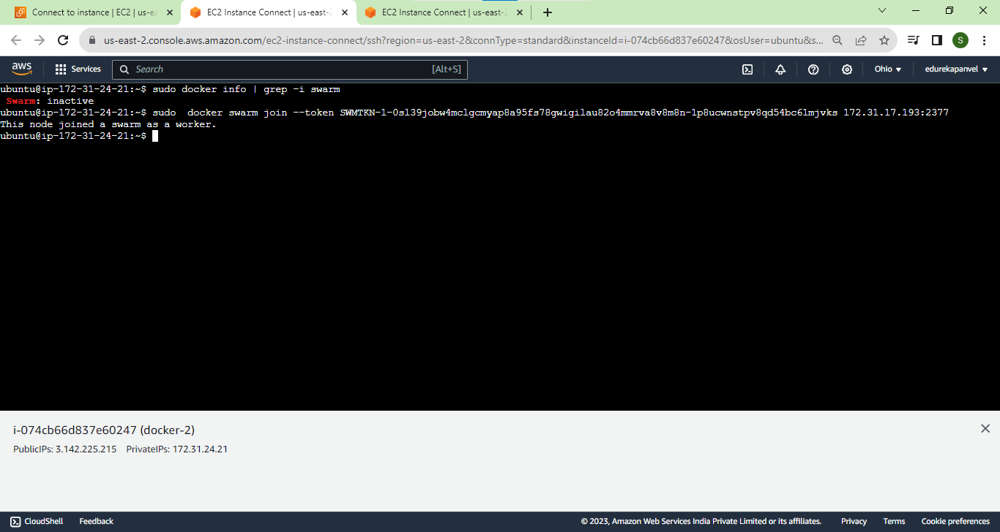 Connect to instance | EC2 | us-ea
EC2 Instance Connect | us-east-2
EC2 Instance Connect | us-east-2
us-east-2.console.aws.amazon.com/ec2-instance-connect/ssh?region=us-east-2&connType=standard&instanceId=i-074cb66d837e60247&osUser=ubuntu&s...
S
aws
Services
Search
[Alt+S]
Ohio
edurekapanvel
ubuntu@ip-172-31-24-21:~$ sudo docker info | grep -i swarm
Swarm: inactive
ubuntu@ip-172-31-24-21:~$ sudo  docker swarm join --token SWMTKN-1-0sl39jobw4mclgcmyap8a95fs78gwigilau82o4mmrva8v8m8n-1p8ucwnstpv8qd54bc61mjvks 172.31.17.193:2377
This node joined a swarm as a worker.
ubuntu@ip-172-31-24-21:~$
i-074cb66d837e60247 (docker-2)
PublicIPs: 3.142.225.215 PrivateIPs: 172.31.24.21
CloudShell
Feedback
© 2023, Amazon Web Services India Private Limited or its affiliates.
Privacy
Terms
Cookie preferences